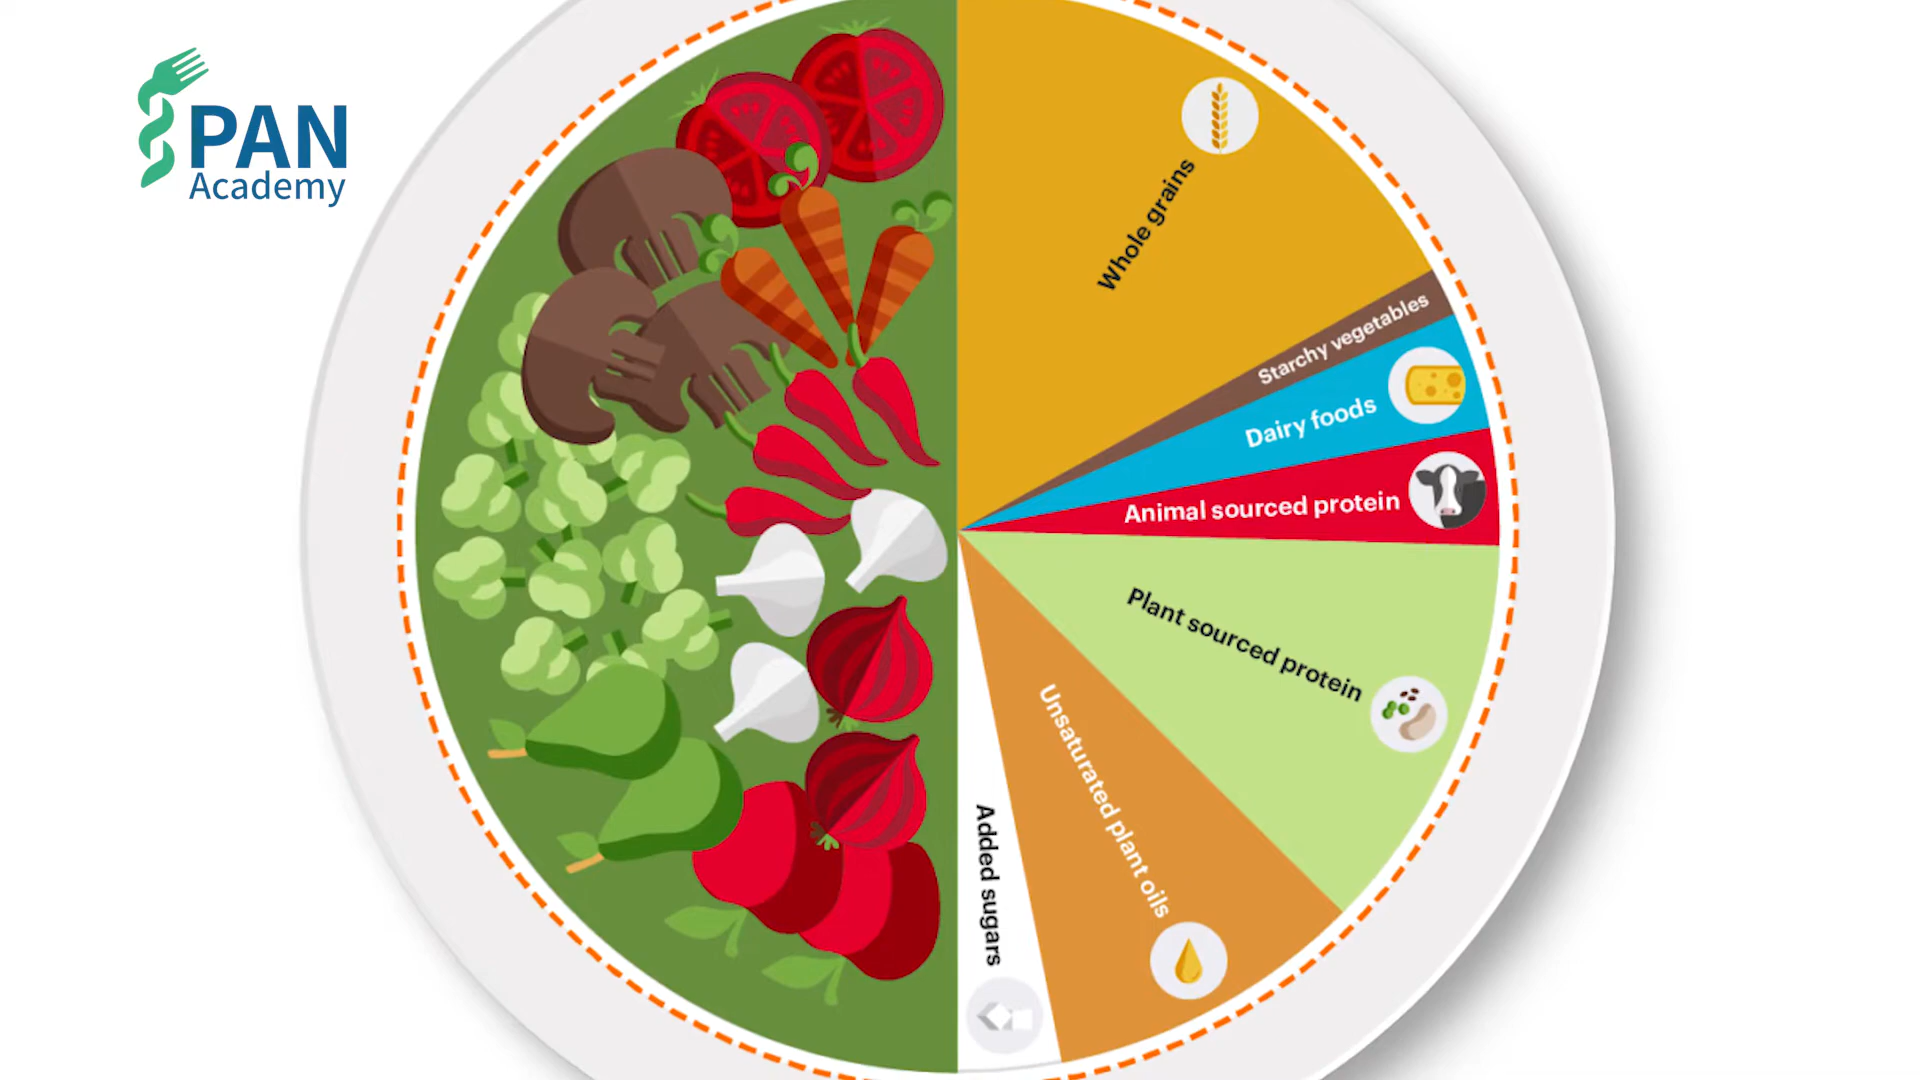 PAN
Academy
Whole grains
Starchy vegetables
Dairy foods
Animal sourced protein
Plant sourced protein
Unsaturated plant oils
Added sugars